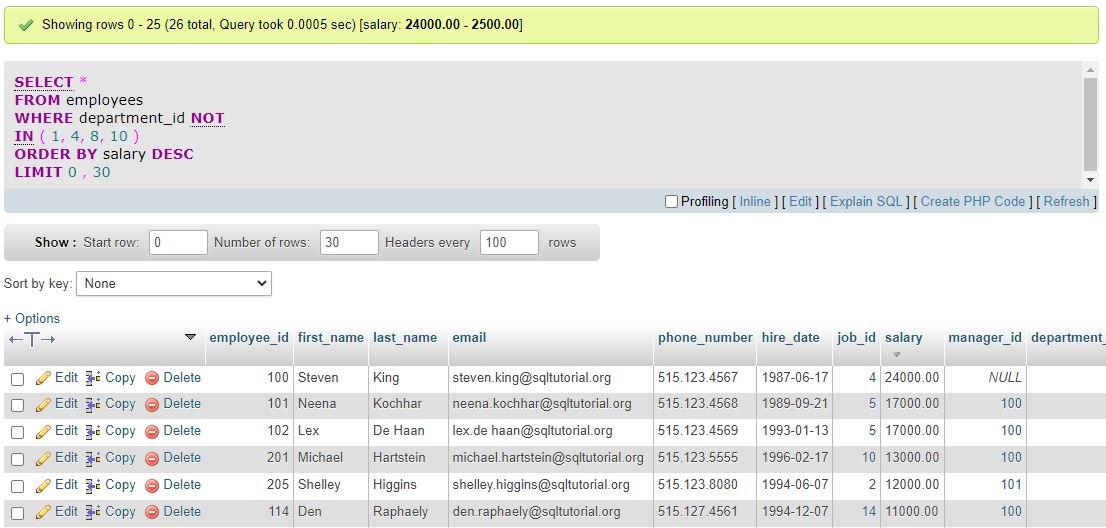 Showing rows 0 - 25 (26 total, Query took 0.0005 sec) [salary: 24000.00 - 2500.00]
SELECT *
FROM employees
WHERE department_id NOT
IN ( 1, 4, 8, 10 )
ORDER BY salary DESC
LIMIT 0 , 30
Profiling [ Inline ] [ Edit ] [ Explain SQL ] [ Create PHP Code ] [ Refresh ]
Show : Start row: 0 Number of rows: 30 Headers every 100 rows
Sort by key: None
+ Options
←T→ employee_id first_name last_name email phone_number hire_date job_id salary manager_id department_
Edit Copy Delete 100 Steven King steven.king@sqltutorial.org 515.123.4567 1987-06-17 4 24000.00 NULL
Edit Copy Delete 101 Neena Kochhar neena.kochhar@sqltutorial.org 515.123.4568 1989-09-21 5 17000.00 100
Edit Copy Delete 102 Lex De Haan lex.de haan@sqltutorial.org 515.123.4569 1993-01-13 5 17000.00 100
Edit Copy Delete 201 Michael Hartstein michael.hartstein@sqltutorial.org 515.123.5555 1996-02-17 10 13000.00 100
Edit Copy Delete 205 Shelley Higgins shelley.higgins@sqltutorial.org 515.123.8080 1994-06-07 2 12000.00 101
Edit Copy Delete 114 Den Raphaely den.raphaely@sqltutorial.org 515.127.4561 1994-12-07 14 11000.00 100